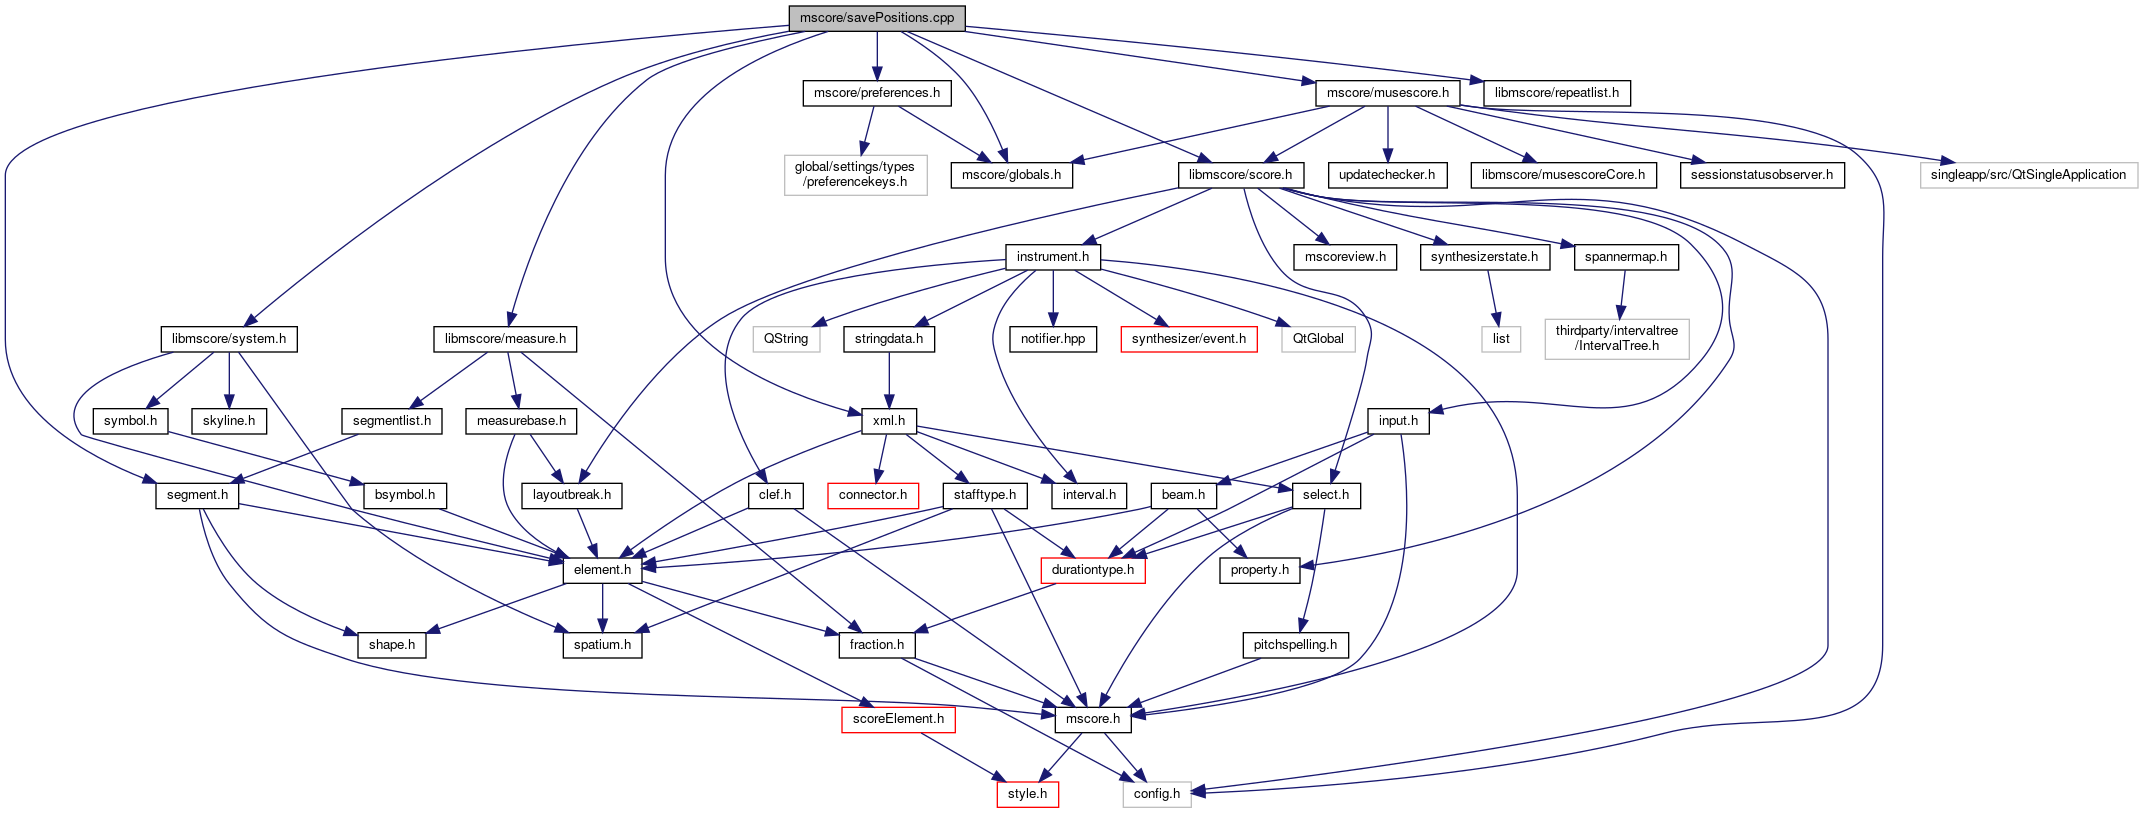 mscore/savePositions.cpp
mscore/preferences.h
mscore/musescore.h
libmscore/repeatlist.h
global/settings/types
/preferencekeys.h
mscore/globals.h
libmscore/score.h
updatechecker.h
libmscore/musescoreCore.h
sessionstatusobserver.h
singleapp/src/QtSingleApplication
instrument.h
mscoreview.h
synthesizerstate.h
spannermap.h
libmscore/system.h
libmscore/measure.h
QString
stringdata.h
notifier.hpp
synthesizer/event.h
QtGlobal
list
thirdparty/intervaltree
/IntervalTree.h
symbol.h
skyline.h
segmentlist.h
measurebase.h
xml.h
input.h
segment.h
bsymbol.h
layoutbreak.h
clef.h
connector.h
stafftype.h
interval.h
beam.h
select.h
element.h
durationtype.h
property.h
shape.h
spatium.h
fraction.h
pitchspelling.h
scoreElement.h
mscore.h
style.h
config.h